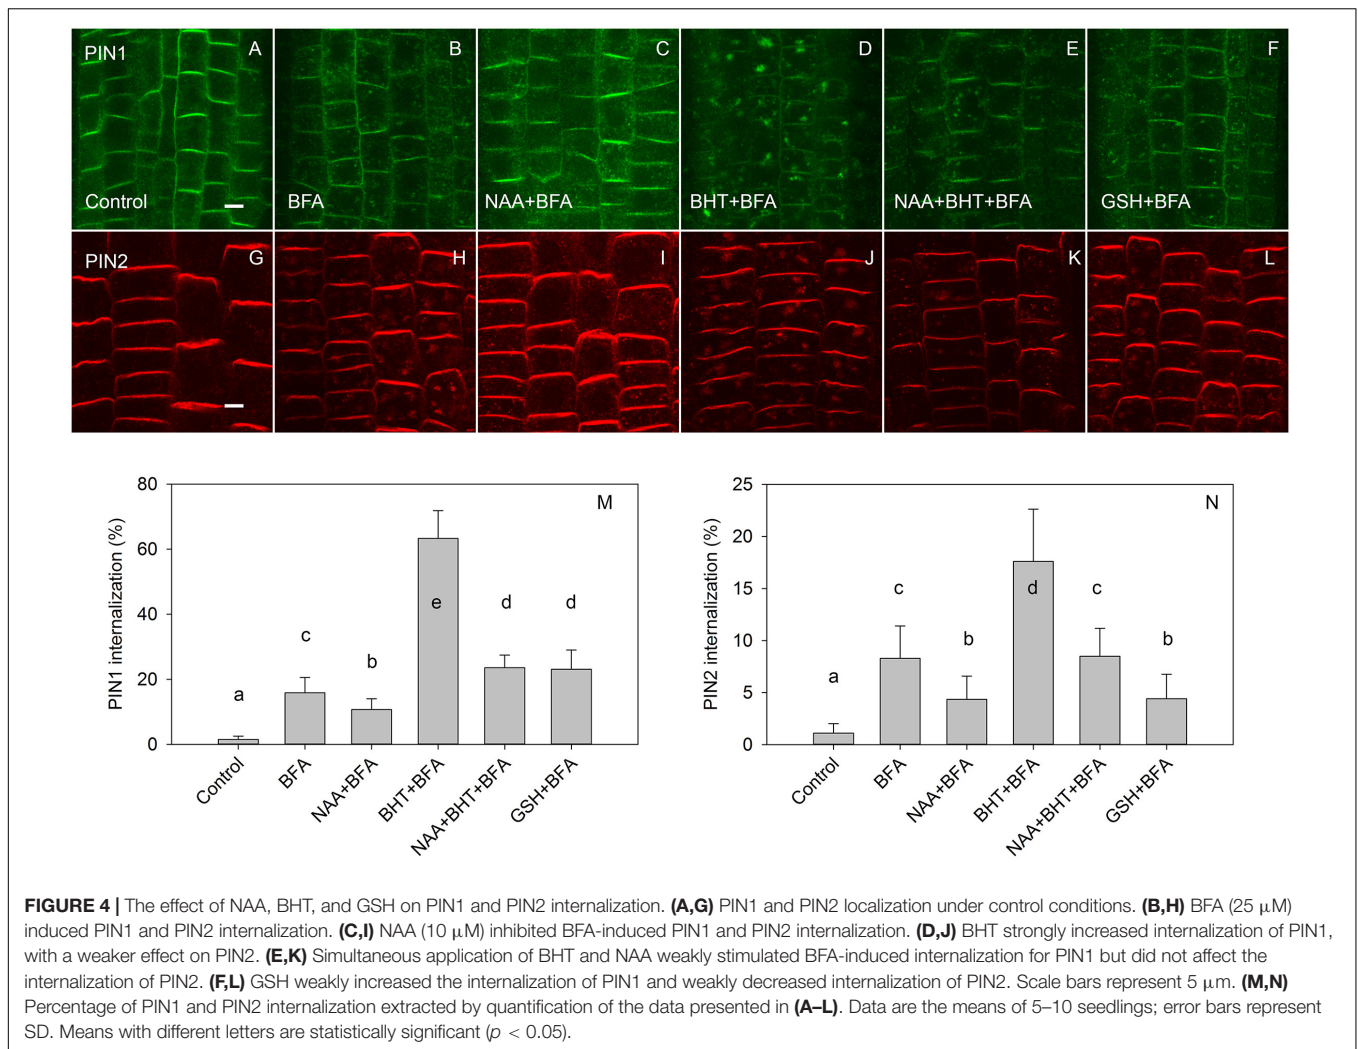 PIN1 A B C D E F
Control BFA NAA+BFA BHT+BFA NAA+BHT+BFA GSH+BFA
PIN2 G H I J K L
80 M
60
40
20
0
PIN1 internalization (%)
a c b e d d
Control BFA NAA+BFA BHT+BFA NAA+BHT+BFA GSH+BFA
25 N
20
15
10
5
0
PIN2 internalization (%)
a c b d c b
Control BFA NAA+BFA BHT+BFA NAA+BHT+BFA GSH+BFA
FIGURE 4 | The effect of NAA, BHT, and GSH on PIN1 and PIN2 internalization. (A,G) PIN1 and PIN2 localization under control conditions. (B,H) BFA (25 μM)
induced PIN1 and PIN2 internalization. (C,I) NAA (10 μM) inhibited BFA-induced PIN1 and PIN2 internalization. (D,J) BHT strongly increased internalization of PIN1,
with a weaker effect on PIN2. (E,K) Simultaneous application of BHT and NAA weakly stimulated BFA-induced internalization for PIN1 but did not affect the
internalization of PIN2. (F,L) GSH weakly increased the internalization of PIN1 and weakly decreased internalization of PIN2. Scale bars represent 5 μm. (M,N)
Percentage of PIN1 and PIN2 internalization extracted by quantification of the data presented in (A–L). Data are the means of 5–10 seedlings; error bars represent
SD. Means with different letters are statistically significant (p < 0.05).